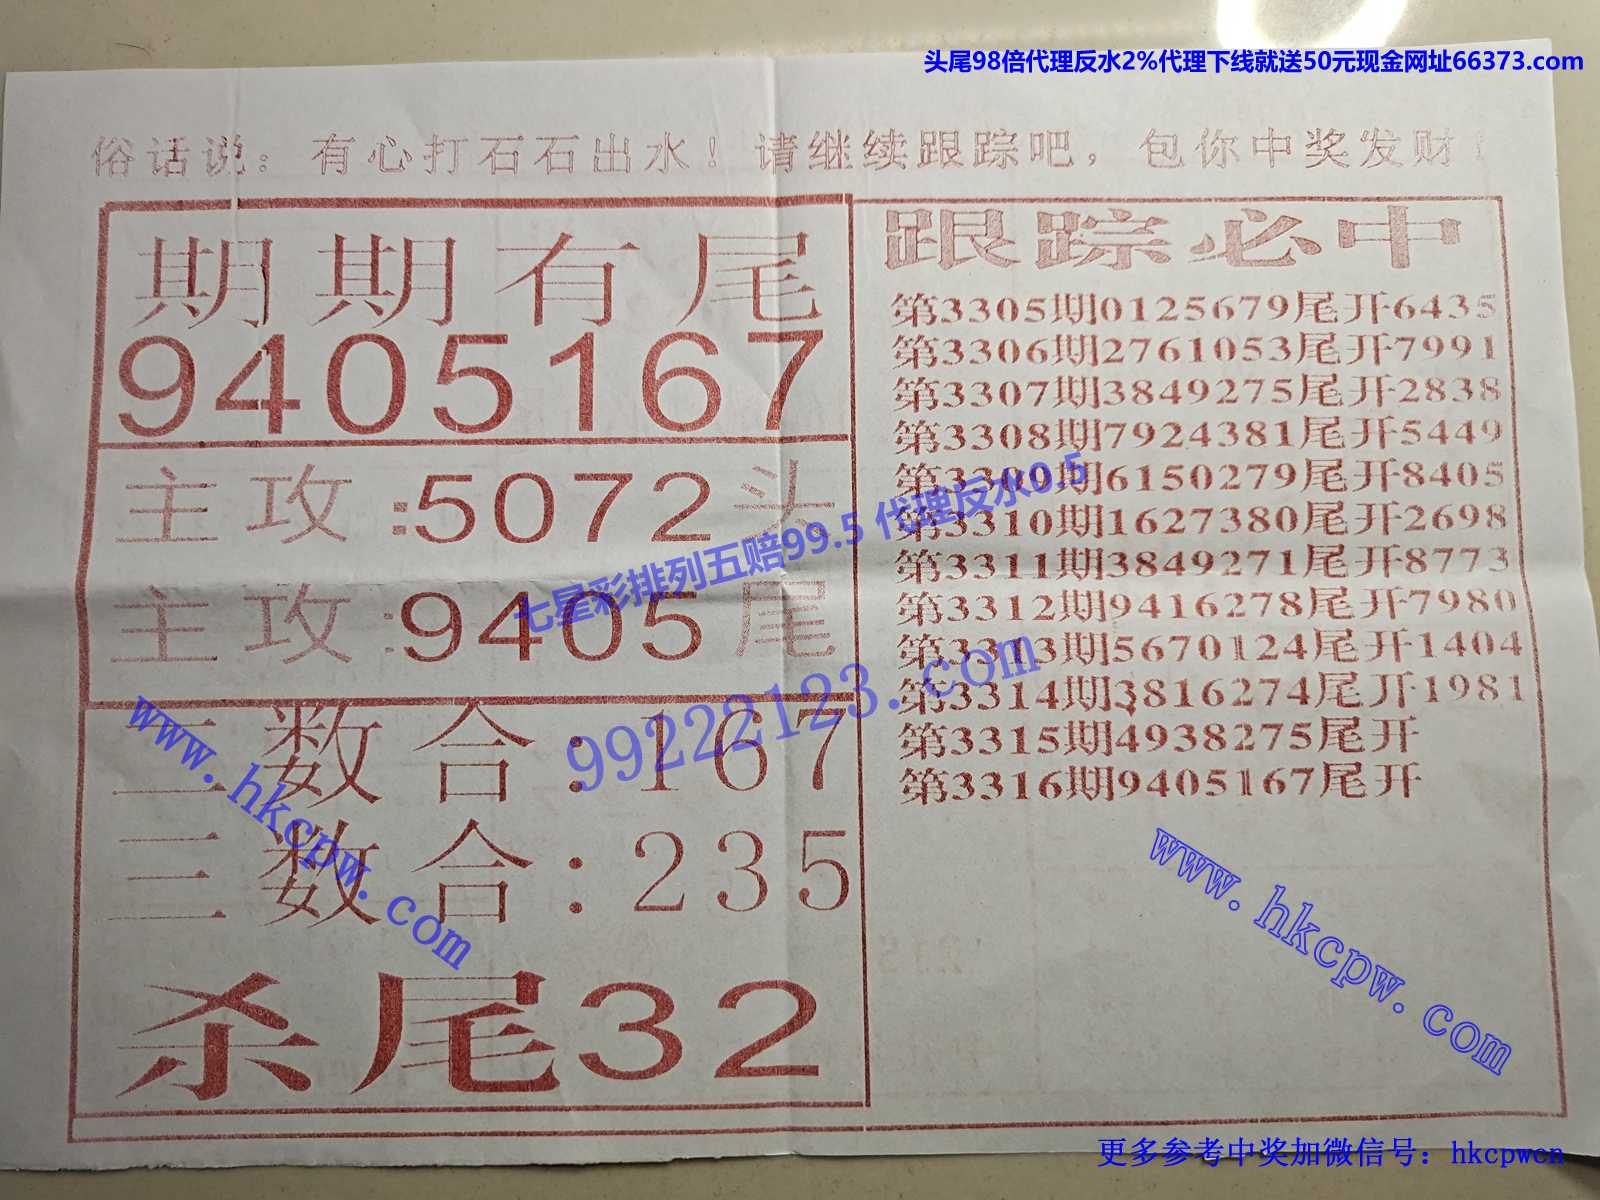 头尾98倍代理反水2%代理下线就送50元现金网址66373.com
俗话说：有心打石石出水！请继续跟踪吧，包你中奖发财！
期期有尾
9405167
主攻:5072头
主攻:9405尾
二数合:167
三数合:235
杀尾32
跟踪必中
第3305期0125679尾开6435
第3306期2761053尾开7991
第3307期3849275尾开2838
第3308期7924381尾开5449
第3309期6150279尾开8405
第3310期1627380尾开2698
第3311期3849271尾开8773
第3312期9416278尾开7980
第3313期5670124尾开1404
第3314期3816274尾开1981
第3315期4938275尾开
第3316期9405167尾开
七星彩排列五赔99.5 代理反水0.5
99222123.com
www.hkcpw.com
www.hkcpw.com
更多参考中奖加微信号：hkcpwcn